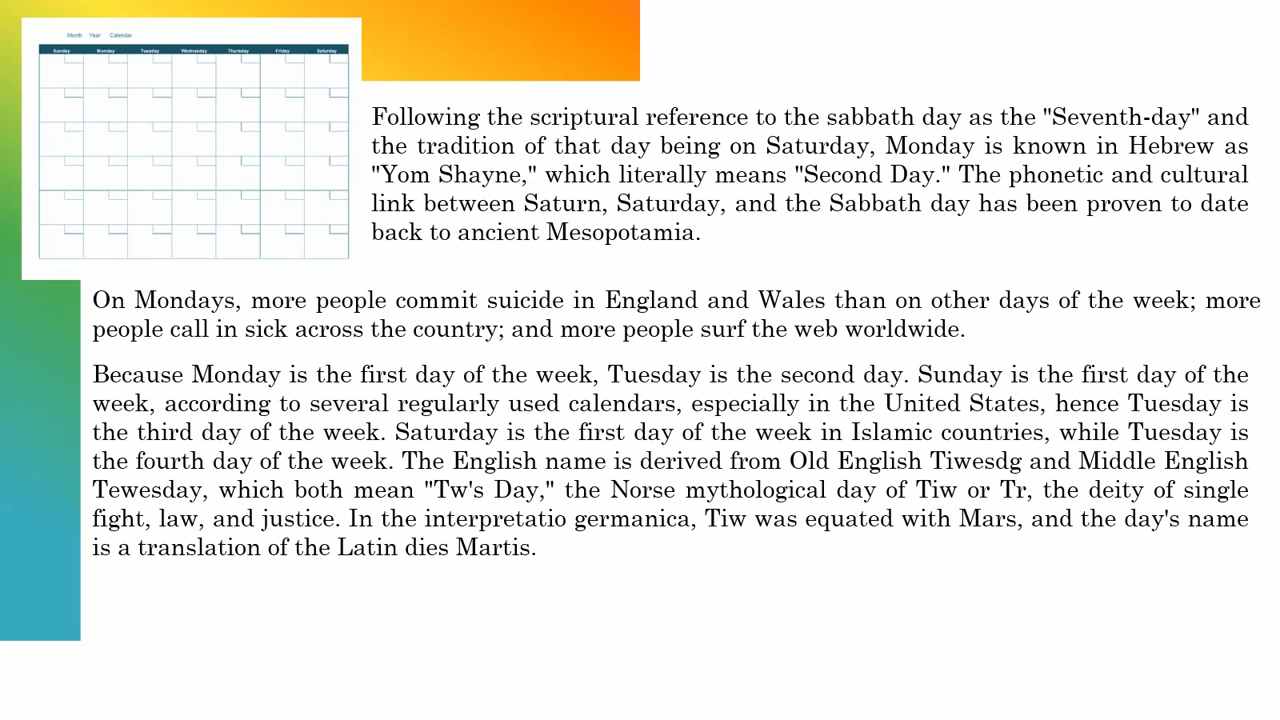 Month Year Calendar
Sunday Monday Tuesday Wednesday Thursday Friday Saturday
Following the scriptural reference to the sabbath day as the "Seventh-day" and
the tradition of that day being on Saturday, Monday is known in Hebrew as
"Yom Shayne," which literally means "Second Day." The phonetic and cultural
link between Saturn, Saturday, and the Sabbath day has been proven to date
back to ancient Mesopotamia.
On Mondays, more people commit suicide in England and Wales than on other days of the week; more
people call in sick across the country; and more people surf the web worldwide.
Because Monday is the first day of the week, Tuesday is the second day. Sunday is the first day of the
week, according to several regularly used calendars, especially in the United States, hence Tuesday is
the third day of the week. Saturday is the first day of the week in Islamic countries, while Tuesday is
the fourth day of the week. The English name is derived from Old English Tiwesdg and Middle English
Tewesday, which both mean "Tw's Day," the Norse mythological day of Tiw or Tr, the deity of single
fight, law, and justice. In the interpretatio germanica, Tiw was equated with Mars, and the day's name
is a translation of the Latin dies Martis.